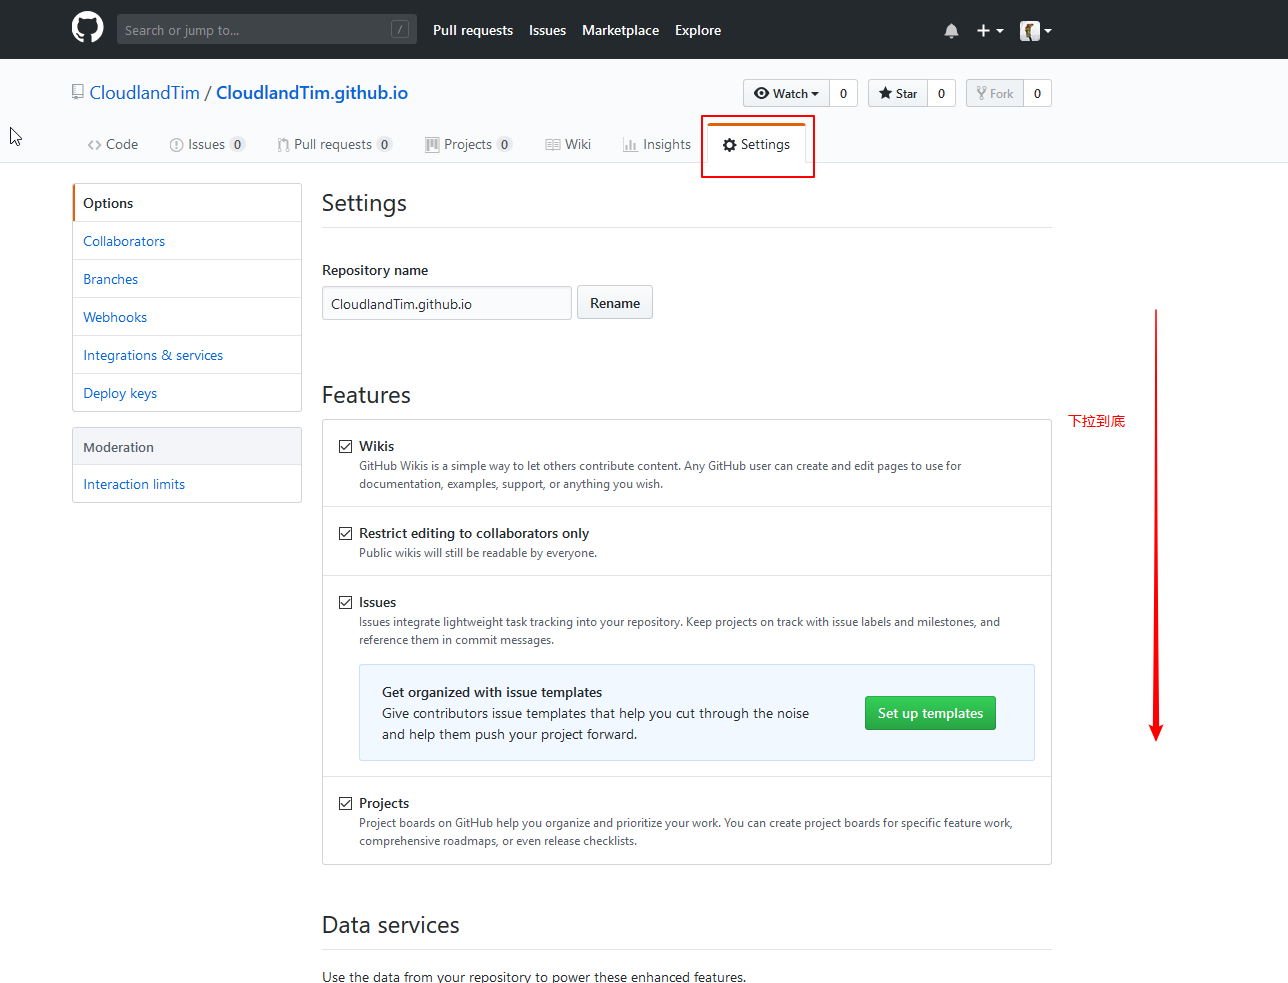 Search or jump to... /
Pull requests Issues Marketplace Explore
CloudlandTim / CloudlandTim.github.io
Watch 0 Star 0 Fork 0
Code Issues 0 Pull requests 0 Projects 0 Wiki Insights Settings
Options
Collaborators
Branches
Webhooks
Integrations & services
Deploy keys
Moderation
Interaction limits
Settings
Repository name
CloudlandTim.github.io Rename
Features
Wikis
GitHub Wikis is a simple way to let others contribute content. Any GitHub user can create and edit pages to use for
documentation, examples, support, or anything you wish.
Restrict editing to collaborators only
Public wikis will still be readable by everyone.
Issues
Issues integrate lightweight task tracking into your repository. Keep projects on track with issue labels and milestones, and
reference them in commit messages.
Get organized with issue templates
Give contributors issue templates that help you cut through the noise
and help them push your project forward.
Set up templates
Projects
Project boards on GitHub help you organize and prioritize your work. You can create project boards for specific feature work,
comprehensive roadmaps, or even release checklists.
Data services
Use the data from your repository to power these enhanced features.
下拉到底